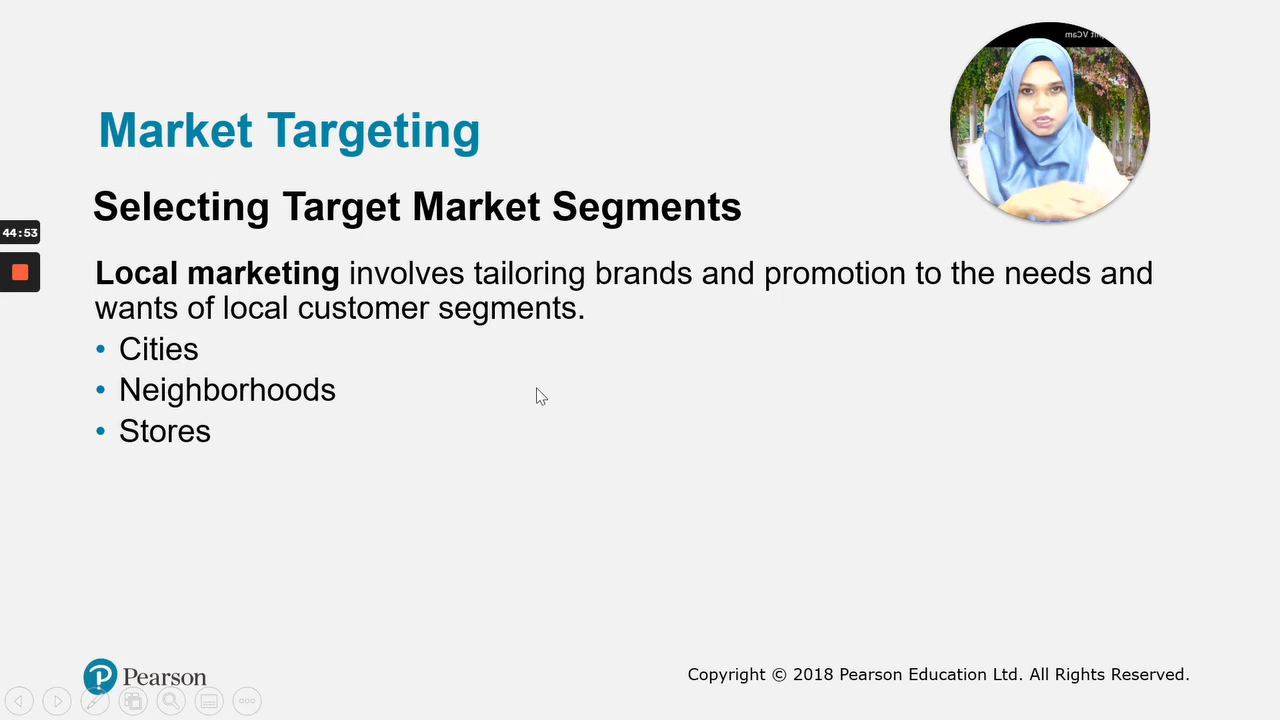 Market Targeting
Selecting Target Market Segments
44:53
Local marketing involves tailoring brands and promotion to the needs and
wants of local customer segments.
• Cities
• Neighborhoods
• Stores
Pearson
Copyright © 2018 Pearson Education Ltd. All Rights Reserved.